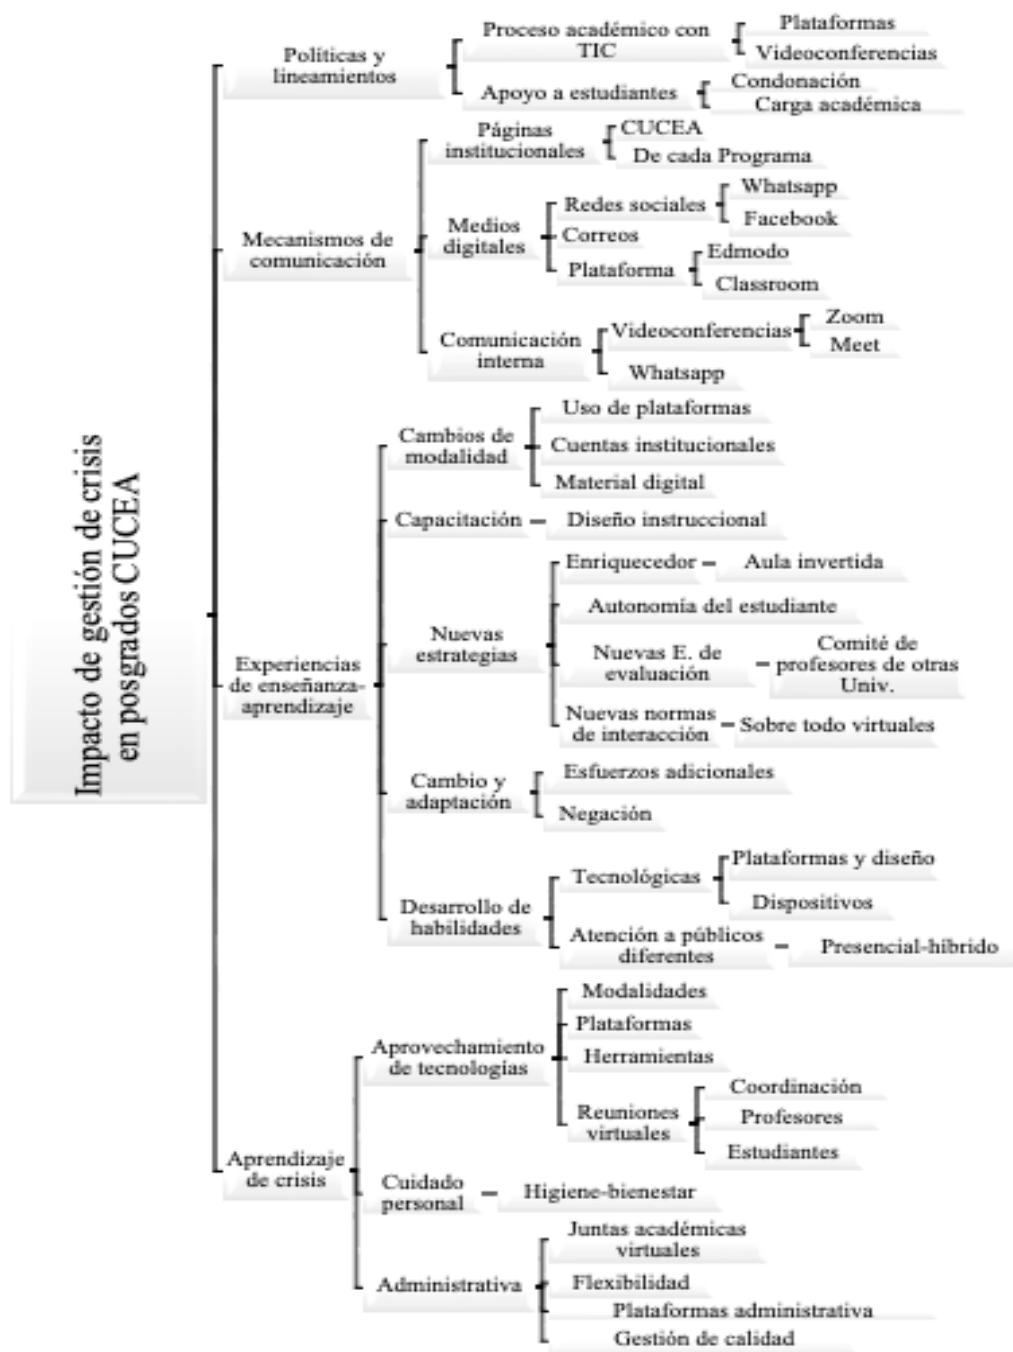 Impacto de gestión de crisis
en posgrados CUCEA
Políticas y
lineamientos
Proceso académico con
TIC
Plataformas
Videoconferencias
Apoyo a estudiantes
Condonación
Carga académica
Mecanismos de
comunicación
Páginas
institucionales
CUCEA
De cada Programa
Medios
digitales
Redes sociales
Whatsapp
Facebook
Correos
Plataforma
Edmodo
Classroom
Comunicación
interna
Videoconferencias
Zoom
Meet
Whatsapp
Experiencias
de enseñanza-
aprendizaje
Cambios de
modalidad
Uso de plataformas
Cuentas institucionales
Material digital
Capacitación
Diseño instruccional
Nuevas
estrategias
Enriquecedor
Aula invertida
Autonomía del estudiante
Nuevas E. de
evaluación
Comité de
profesores de otras
Univ.
Nuevas normas
de interacción
Sobre todo virtuales
Cambio y
adaptación
Esfuerzos adicionales
Negación
Desarrollo de
habilidades
Tecnológicas
Plataformas y diseño
Dispositivos
Atención a públicos
diferentes
Presencial-híbrido
Aprendizaje
de crisis
Aprovechamiento
de tecnologías
Modalidades
Plataformas
Herramientas
Reuniones
virtuales
Coordinación
Profesores
Estudiantes
Cuidado
personal
Higiene-bienestar
Administrativa
Juntas académicas
virtuales
Flexibilidad
Plataformas administrativa
Gestión de calidad